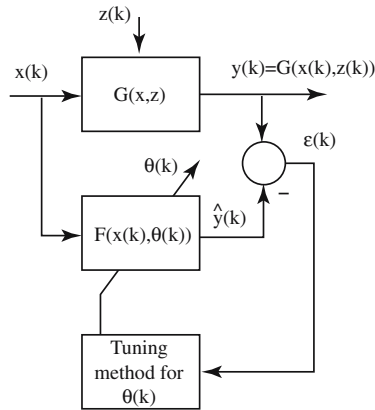 z(k)
x(k)
G(x,z)
y(k)=G(x(k),z(k))
ε(k)
θ(k)
F(x(k),θ(k))
ŷ(k)
–
Tuning
method for
θ(k)